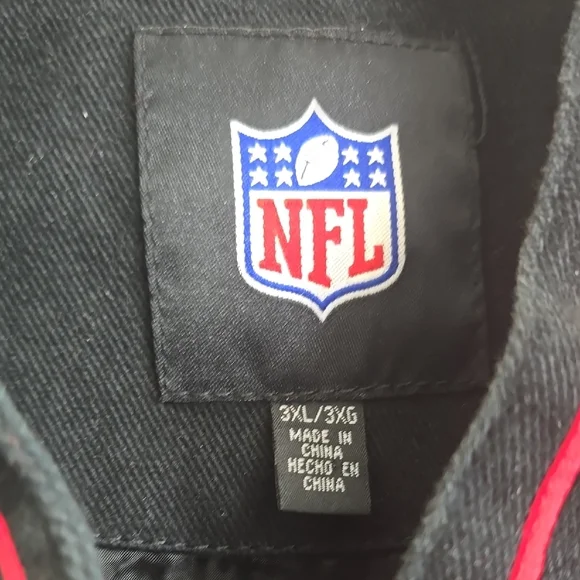 NFL
3XL/3XG
MADE IN
CHINA
HECHO EN
CHINA